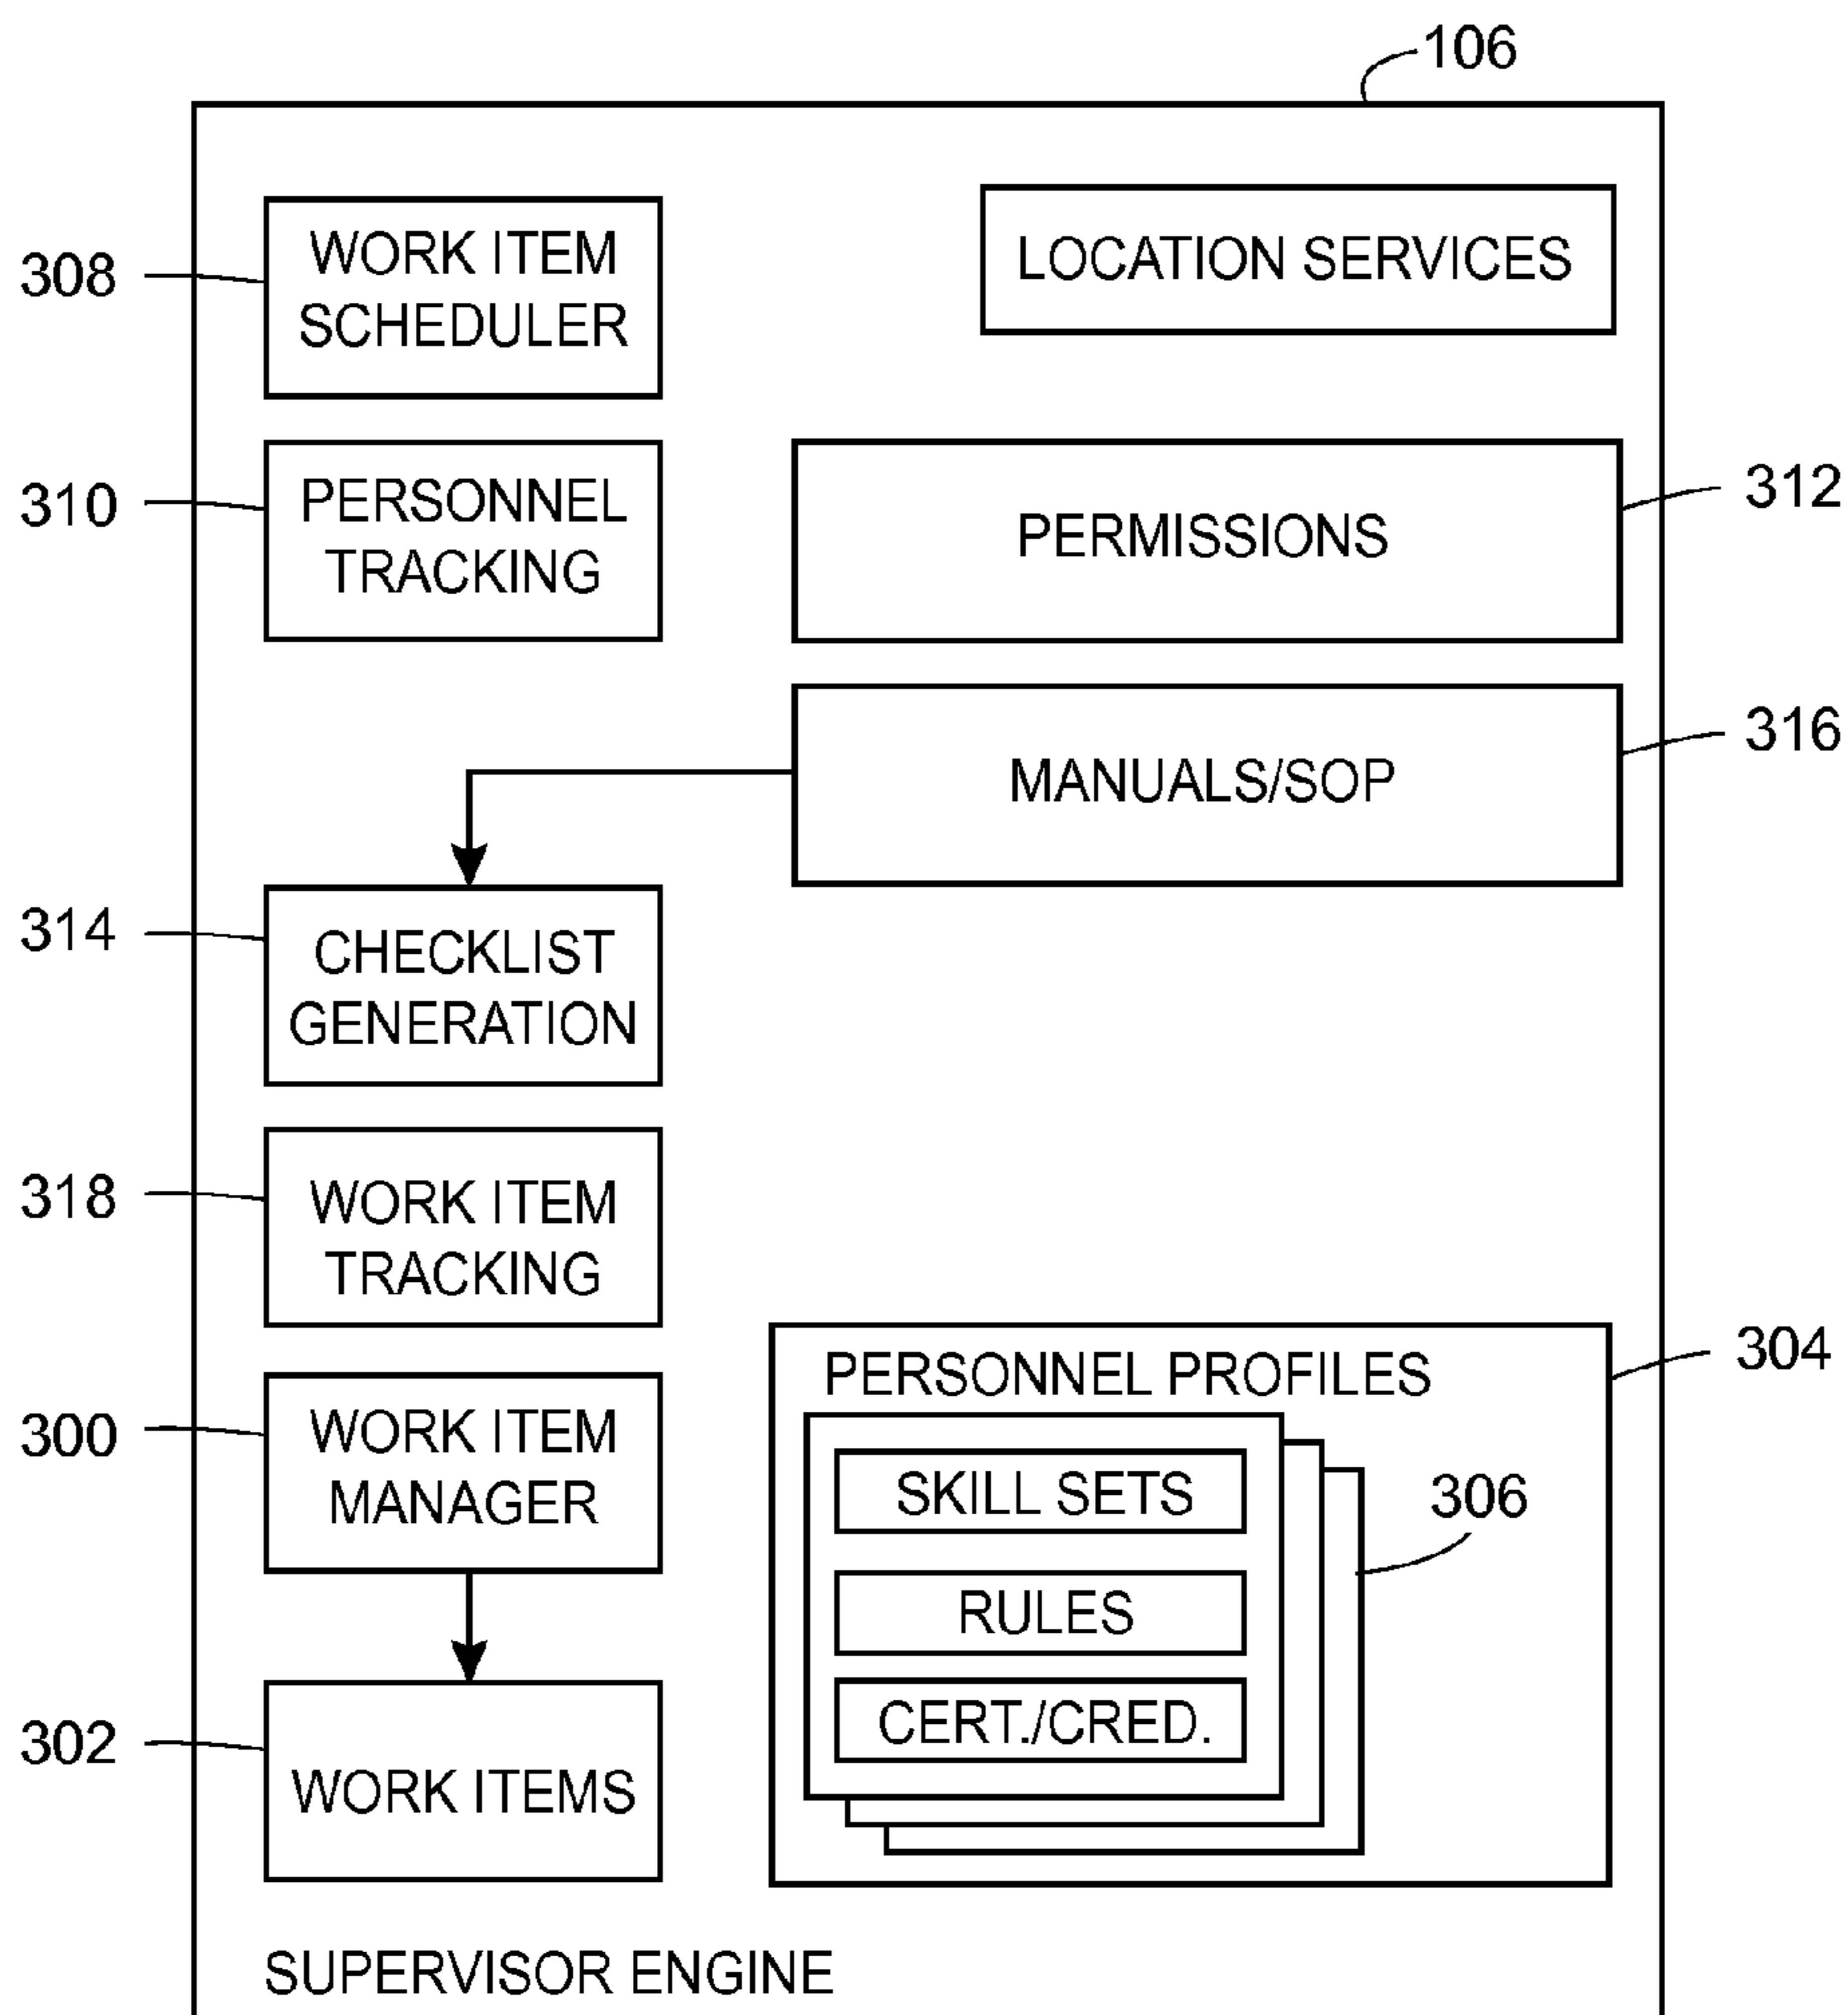 106
308
WORK ITEM
SCHEDULER
LOCATION SERVICES
310
PERSONNEL
TRACKING
PERMISSIONS
312
MANUALS/SOP
316
314
CHECKLIST
GENERATION
318
WORK ITEM
TRACKING
300
WORK ITEM
MANAGER
302
WORK ITEMS
PERSONNEL PROFILES
304
SKILL SETS
RULES
CERT./CRED.
306
SUPERVISOR ENGINE